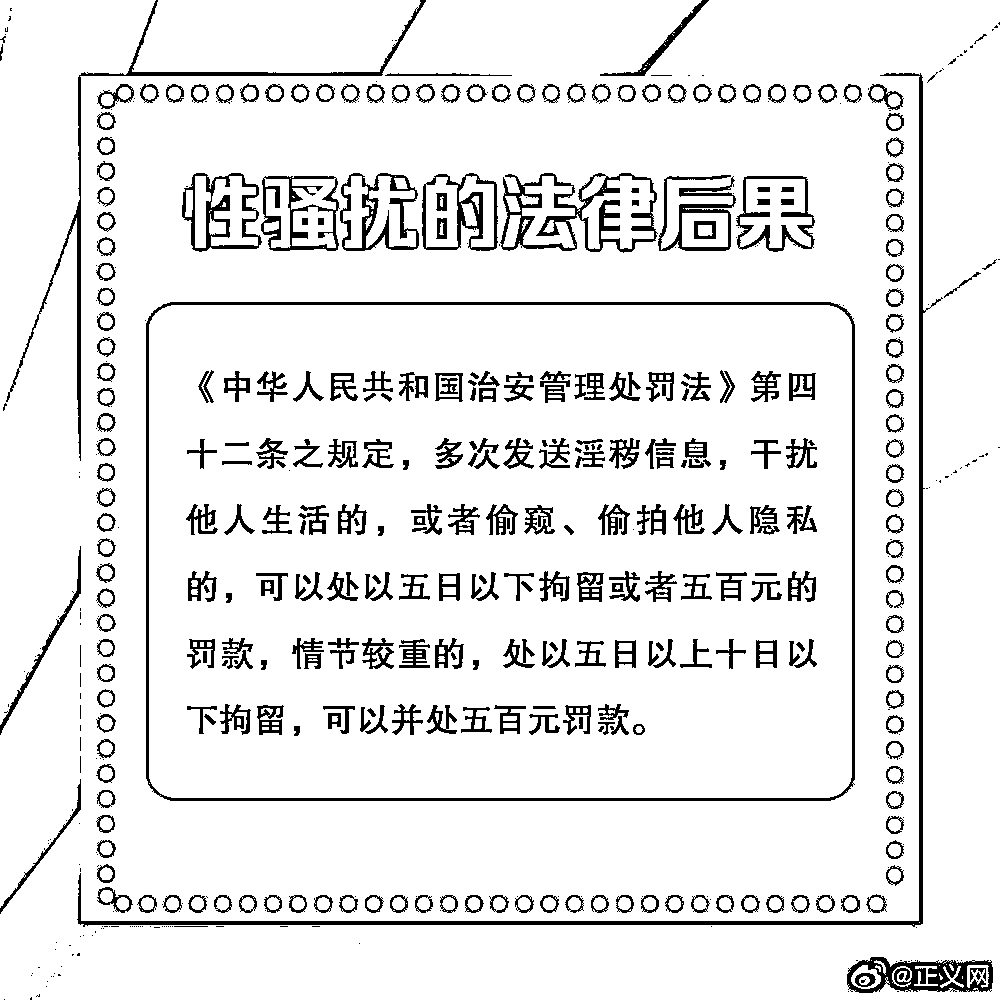 性骚扰的法律后果
《中华人民共和国治安管理处罚法》第四
十二条之规定，多次发送淫秽信息，干扰
他人生活的，或者偷窥、偷拍他人隐私
的，可以处以五日以下拘留或者五百元的
罚款，情节较重的，处以五日以上十日以
下拘留，可以并处五百元罚款。
@正义网